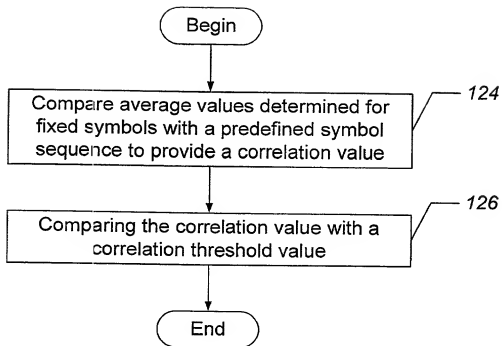 Begin
Compare average values determined for
fixed symbols with a predefined symbol
sequence to provide a correlation value
124
Comparing the correlation value with a
correlation threshold value
126
End